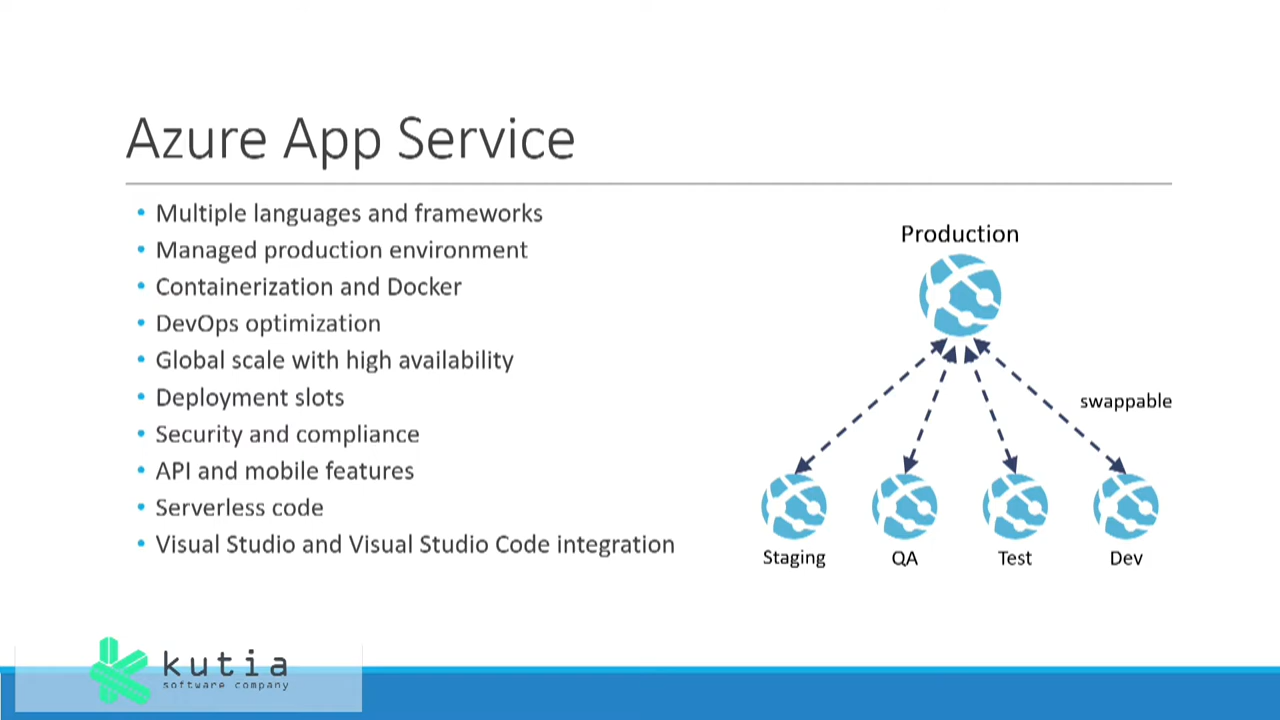 Azure App Service
Multiple languages and frameworks
Managed production environment
Containerization and Docker
DevOps optimization
Global scale with high availability
Deployment slots
Security and compliance
API and mobile features
Serverless code
Visual Studio and Visual Studio Code integration
Production
swappable
Staging
QA
Test
Dev
kutia
software company